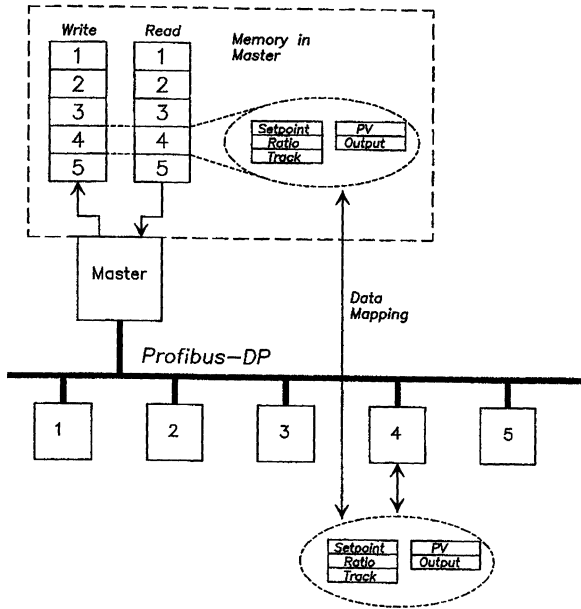 Write Read
Memory in
Master
1 1
2 2
3 3
4 4
5 5
Setpoint PV
Ratio Output
Track
Master
Data
Mapping
Profibus-DP
1 2 3 4 5
Setpoint PV
Ratio Output
Track